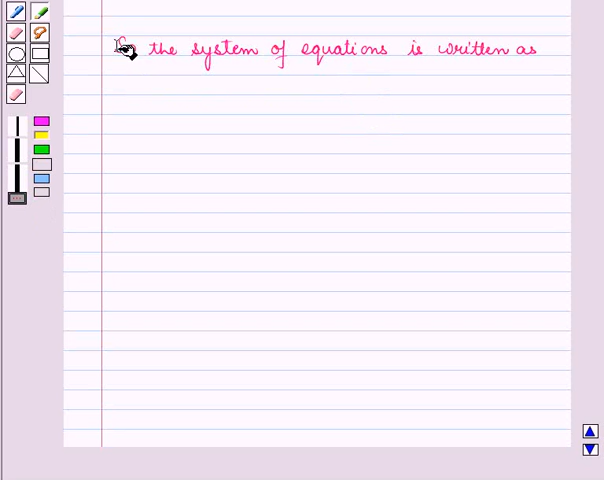 the system of equations is written as